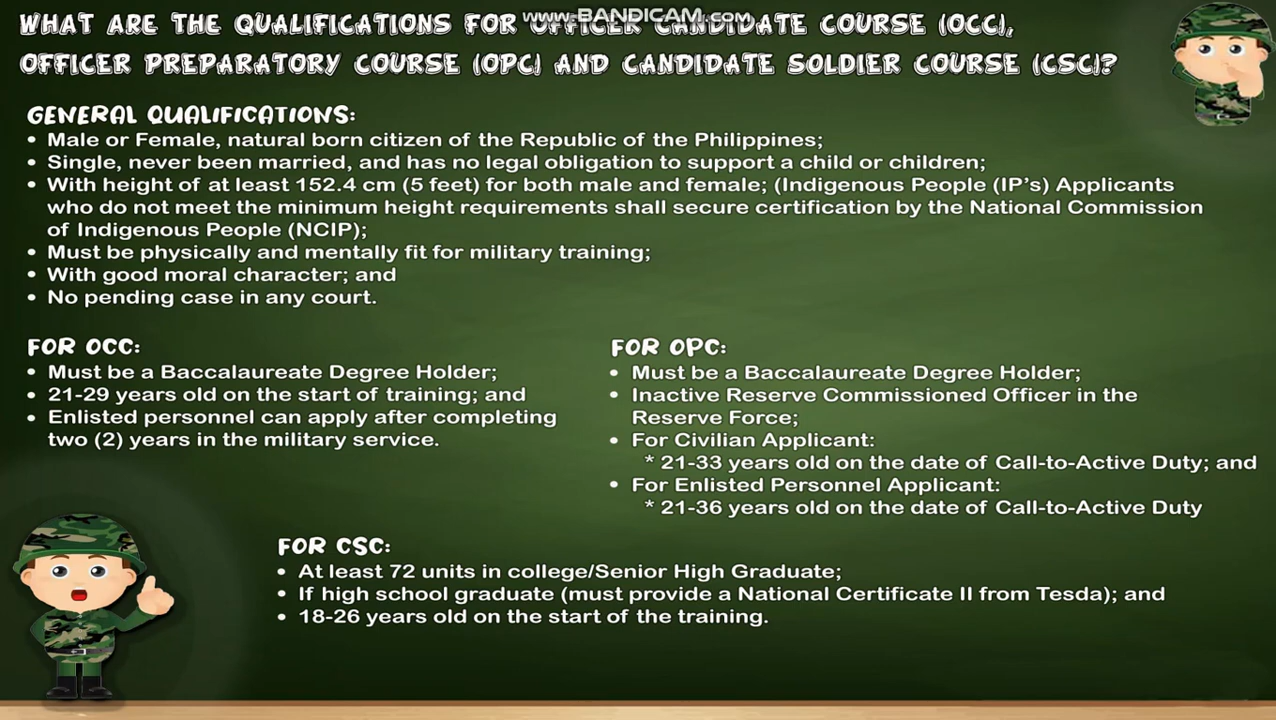 www.BANDICAM.com
WHAT ARE THE QUALIFICATIONS FOR OFFICER CANDIDATE COURSE (OCC),
OFFICER PREPARATORY COURSE (OPC) AND CANDIDATE SOLDIER COURSE (CSC)?
GENERAL QUALIFICATIONS:
• Male or Female, natural born citizen of the Republic of the Philippines;
• Single, never been married, and has no legal obligation to support a child or children;
• With height of at least 152.4 cm (5 feet) for both male and female; (Indigenous People (IP's) Applicants
who do not meet the minimum height requirements shall secure certification by the National Commission
of Indigenous People (NCIP);
• Must be physically and mentally fit for military training;
• With good moral character; and
• No pending case in any court.
FOR OCC:
• Must be a Baccalaureate Degree Holder;
• 21-29 years old on the start of training; and
• Enlisted personnel can apply after completing
two (2) years in the military service.
FOR OPC:
• Must be a Baccalaureate Degree Holder;
• Inactive Reserve Commissioned Officer in the
Reserve Force;
• For Civilian Applicant:
* 21-33 years old on the date of Call-to-Active Duty; and
• For Enlisted Personnel Applicant:
* 21-36 years old on the date of Call-to-Active Duty
FOR CSC:
• At least 72 units in college/Senior High Graduate;
• If high school graduate (must provide a National Certificate II from Tesda); and
• 18-26 years old on the start of the training.